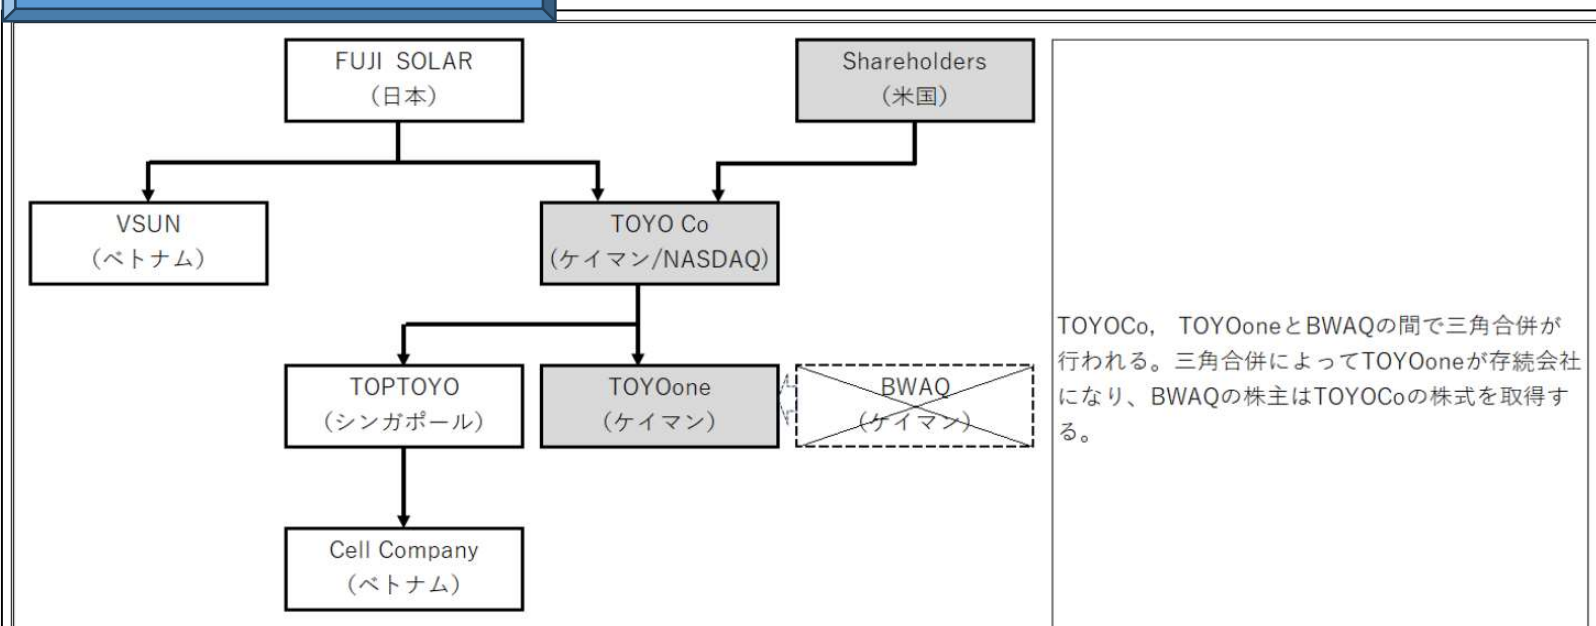 FUJI SOLAR
（日本）
Shareholders
（米国）
VSUN
（ベトナム）
TOYO Co
(ケイマン/NASDAQ)
TOPTOYO
（シンガポール）
TOYOone
（ケイマン）
BWAQ
（ケイマン）
Cell Company
（ベトナム）
TOYOCo， TOYOoneとBWAQの間で三角合併が
行われる。三角合併によってTOYOoneが存続会社
になり、BWAQの株主はTOYOCoの株式を取得す
る。